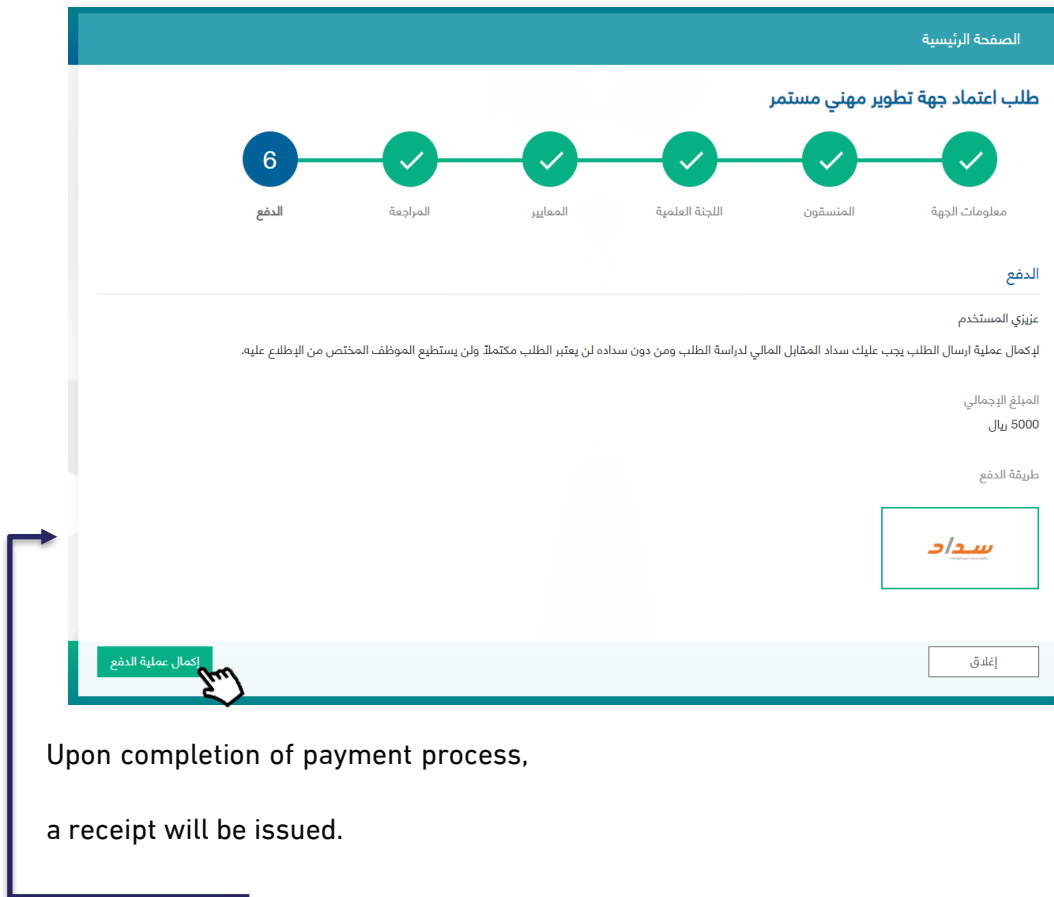 الصفحة الرئيسية
طلب اعتماد جهة تطوير مهني مستمر
6
معلومات الجهة
المنسقون
اللجنة العلمية
المعايير
المراجعة
الدفع
الدفع
عزيزي المستخدم
لإكمال عملية ارسال الطلب يجب عليك سداد المقابل المالي لدراسة الطلب ومن دون سداده لن يعتبر الطلب مكتملاً ولن يستطيع الموظف المختص من الإطلاع عليه.
المبلغ الإجمالي
5000 ريال
طريقة الدفع
سداد
إغلاق
إكمال عملية الدفع
Upon completion of payment process,
a receipt will be issued.